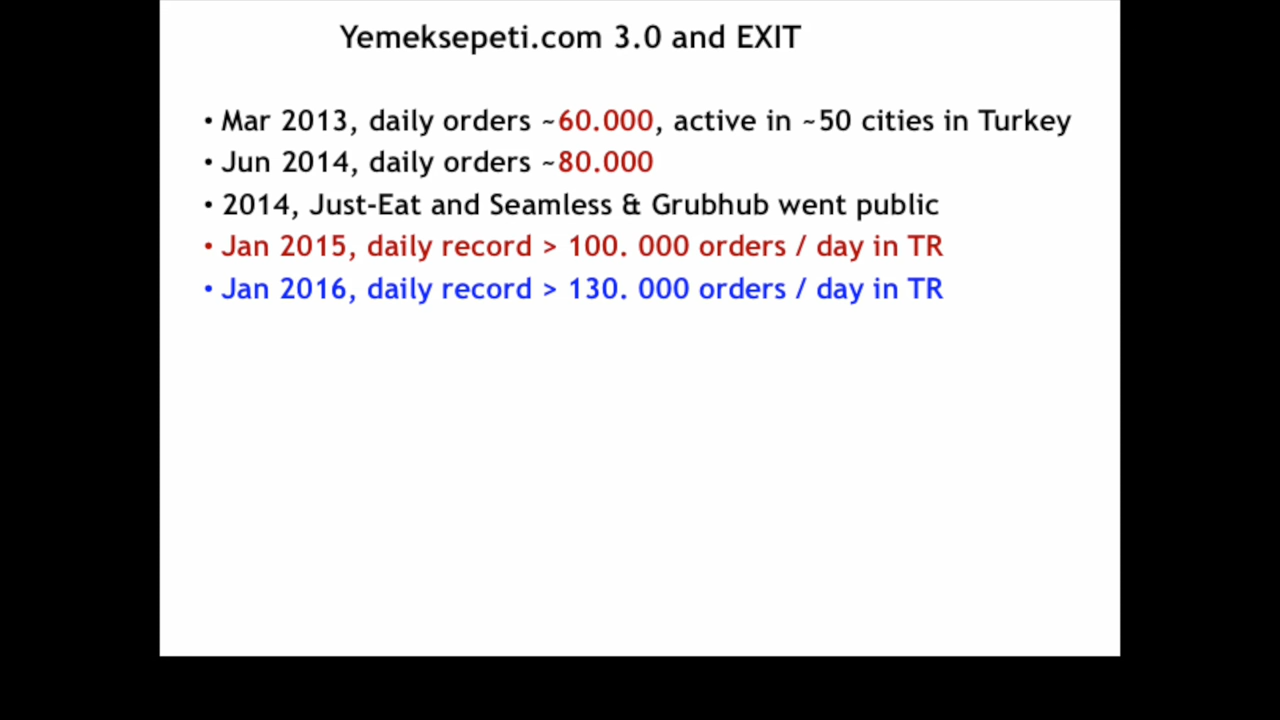 Yemeksepeti.com 3.0 and EXIT
• Mar 2013, daily orders ~60.000, active in ~50 cities in Turkey
• Jun 2014, daily orders ~80.000
• 2014, Just-Eat and Seamless & Grubhub went public
• Jan 2015, daily record > 100. 000 orders / day in TR
• Jan 2016, daily record > 130. 000 orders / day in TR